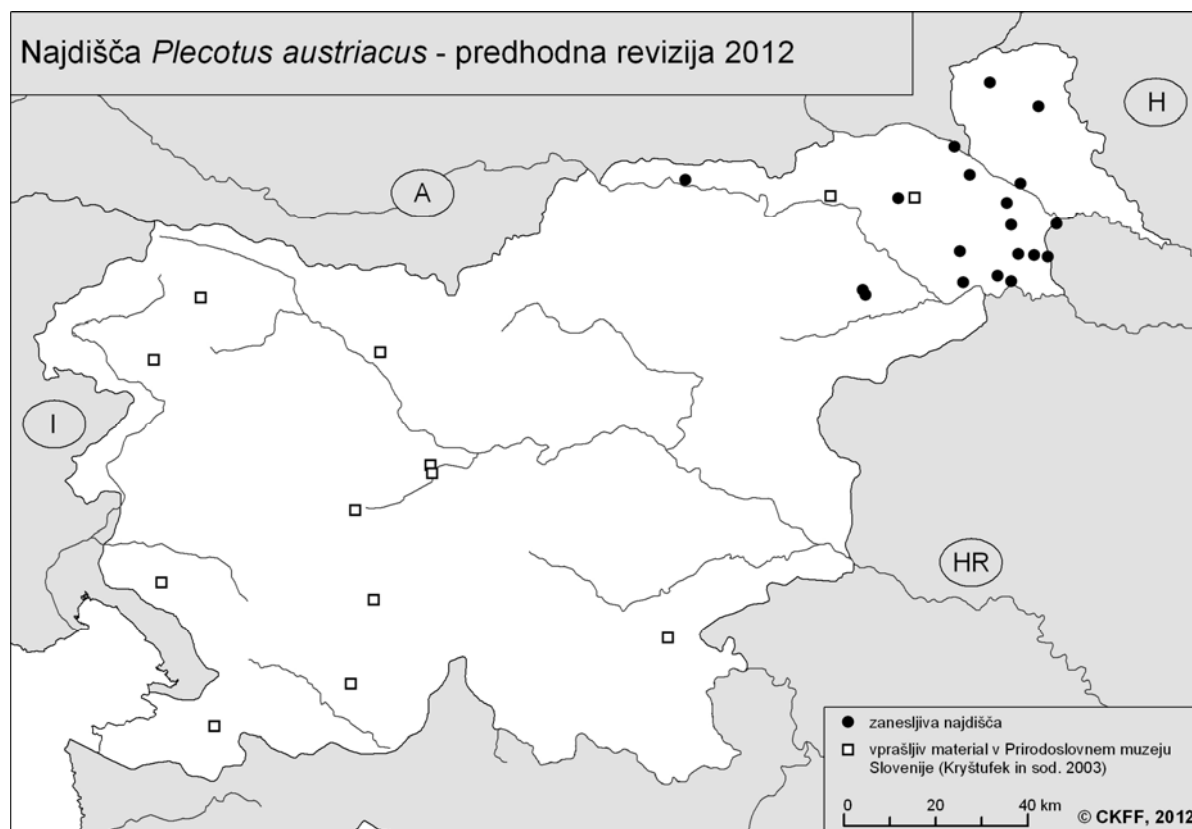 Najdišča Plecotus austriacus - predhodna revizija 2012
H
A
I
HR
zanesljiva najdišča
vprašljiv material v Prirodoslovnem muzeju
Slovenije (Kryštufek in sod. 2003)
0 20 40 km
© CKFF, 2012